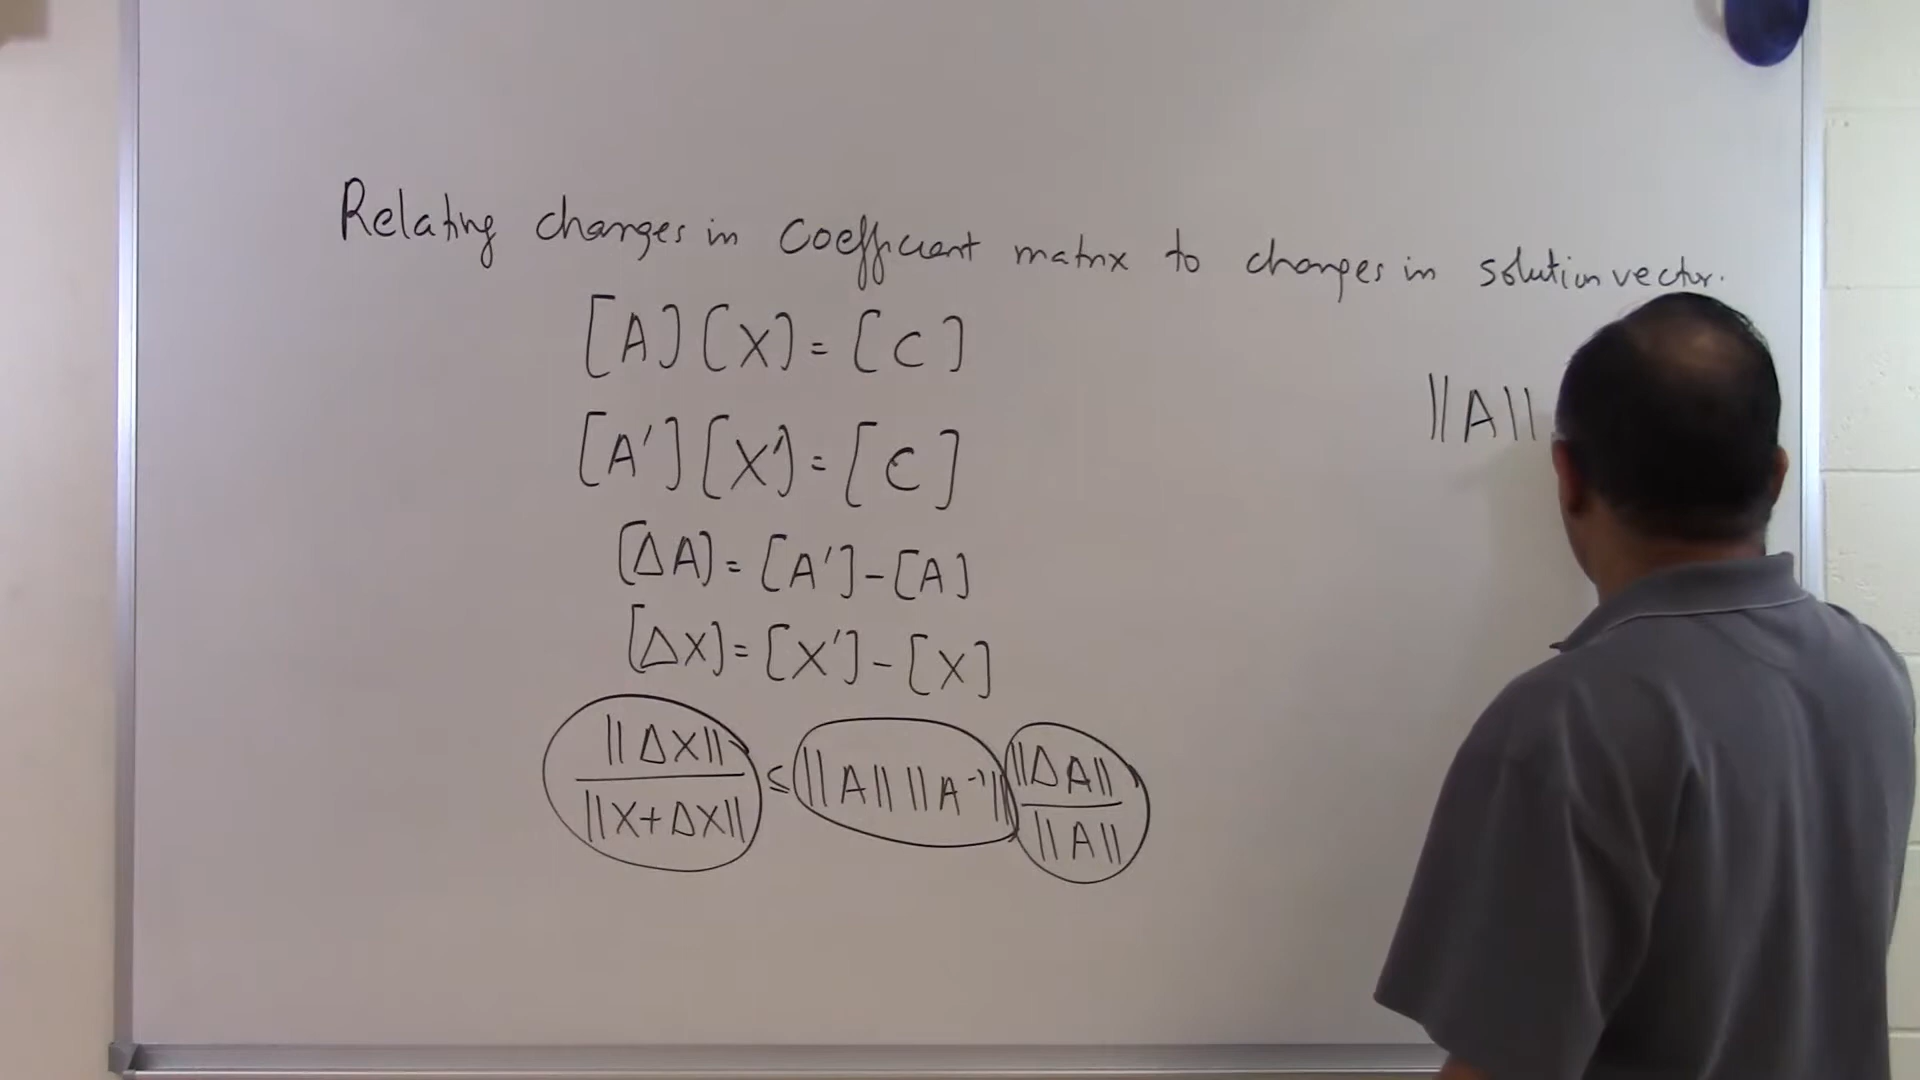 Relating changes in coefficient matrix to changes in solution vector.
[A][X]=[C]
||A||
[A'][X']=[C]
[ΔA]=[A']-[A]
[ΔX]=[X']-[X]
||ΔX||/||X+ΔX|| ≤ ||A|| ||A⁻¹|| ||ΔA||/||A||